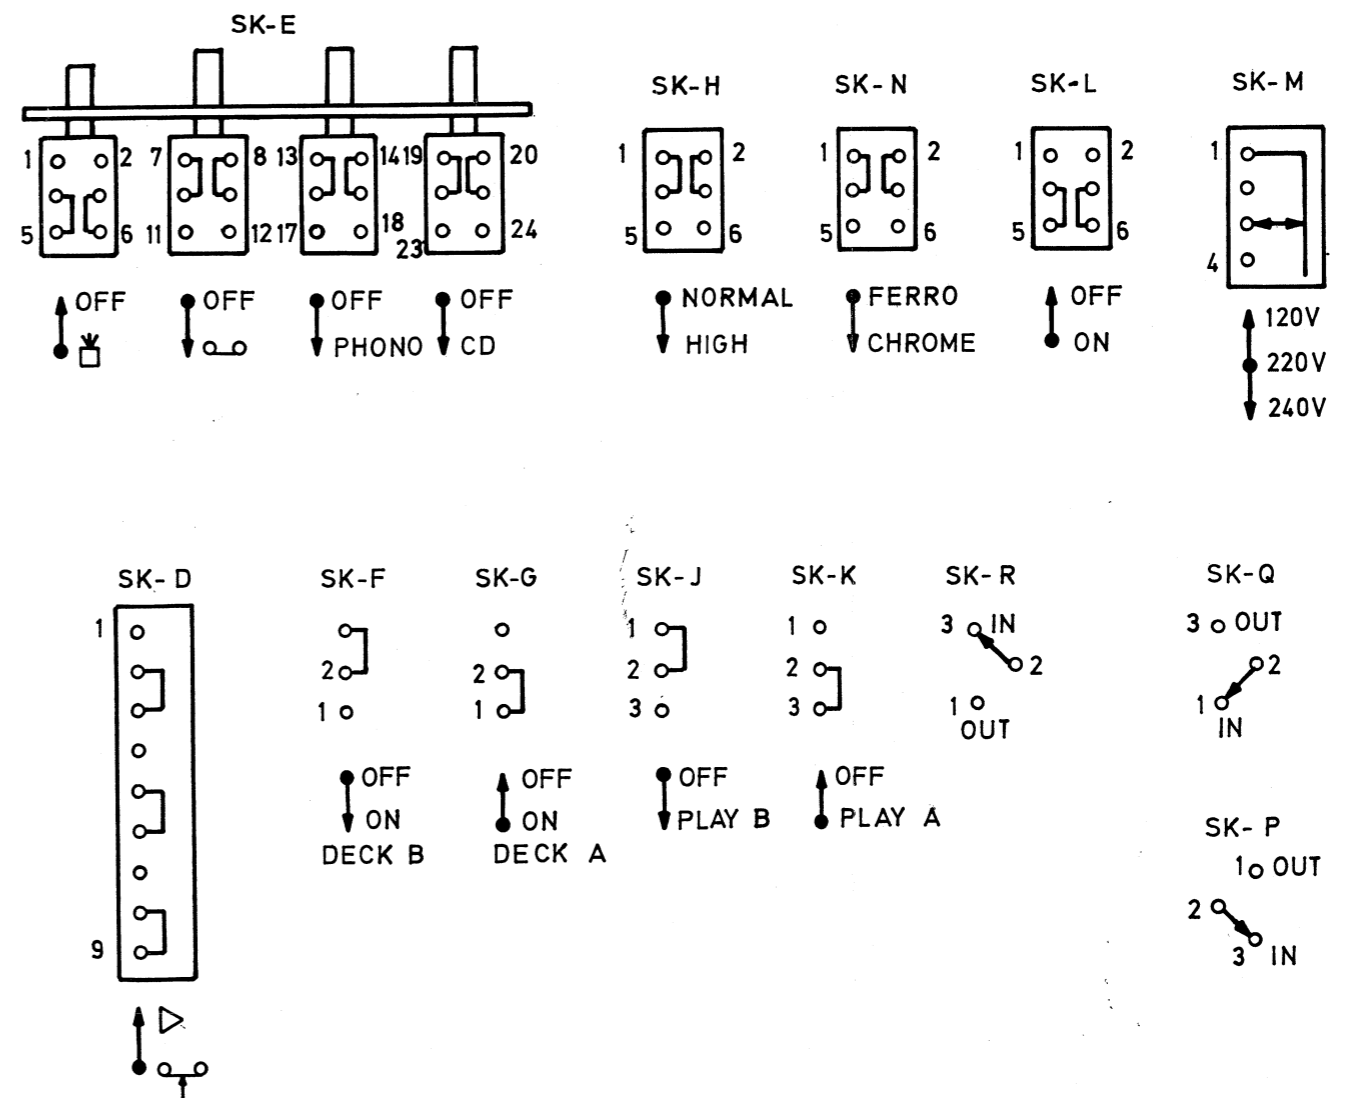 SK-E
1 2 7 8 13 14 19 20
5 6 11 12 17 18 23 24
OFF
OFF
OFF PHONO
OFF CD
SK-H
1 2
5 6
NORMAL
HIGH
SK-N
1 2
5 6
FERRO
CHROME
SK-L
1 2
5 6
OFF
ON
SK-M
1
4
120V
220V
240V
SK-D
1
9
SK-F
2
1
OFF
ON
DECK B
SK-G
2
1
OFF
ON
DECK A
SK-J
1
2
3
OFF
PLAY B
SK-K
1
2
3
OFF
PLAY A
SK-R
3 IN
2
1
OUT
SK-Q
3 OUT
2
1
IN
SK-P
1 OUT
2
3 IN